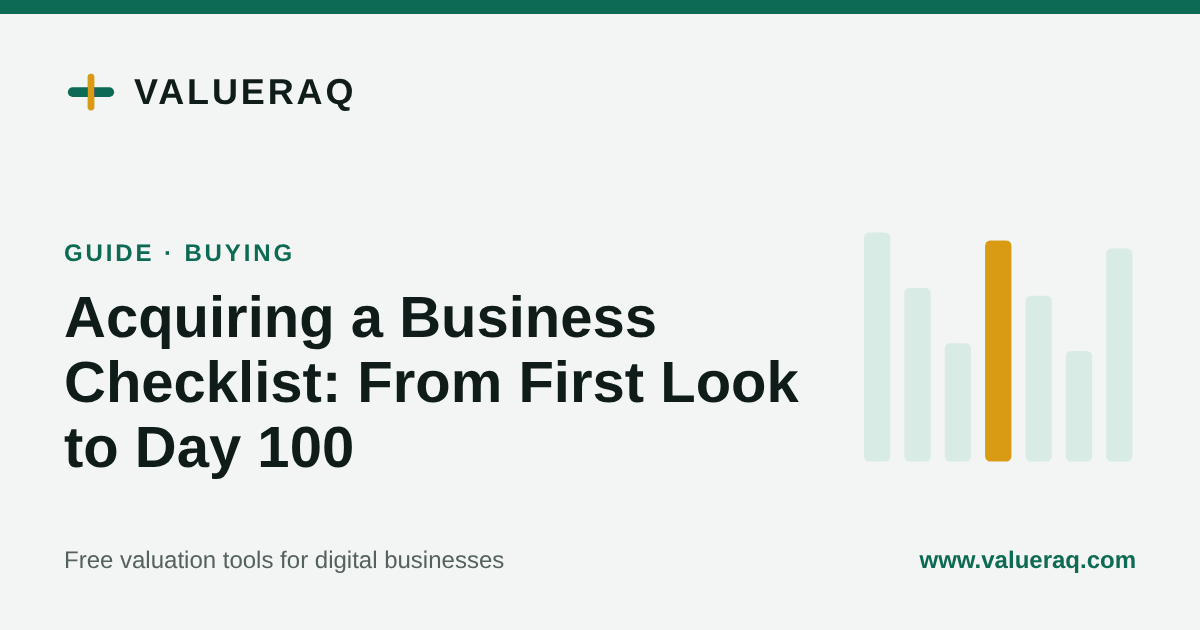 VALUERAQ
GUIDE · BUYING
Acquiring a Business
Checklist: From First Look
to Day 100
Free valuation tools for digital businesses
www.valueraq.com